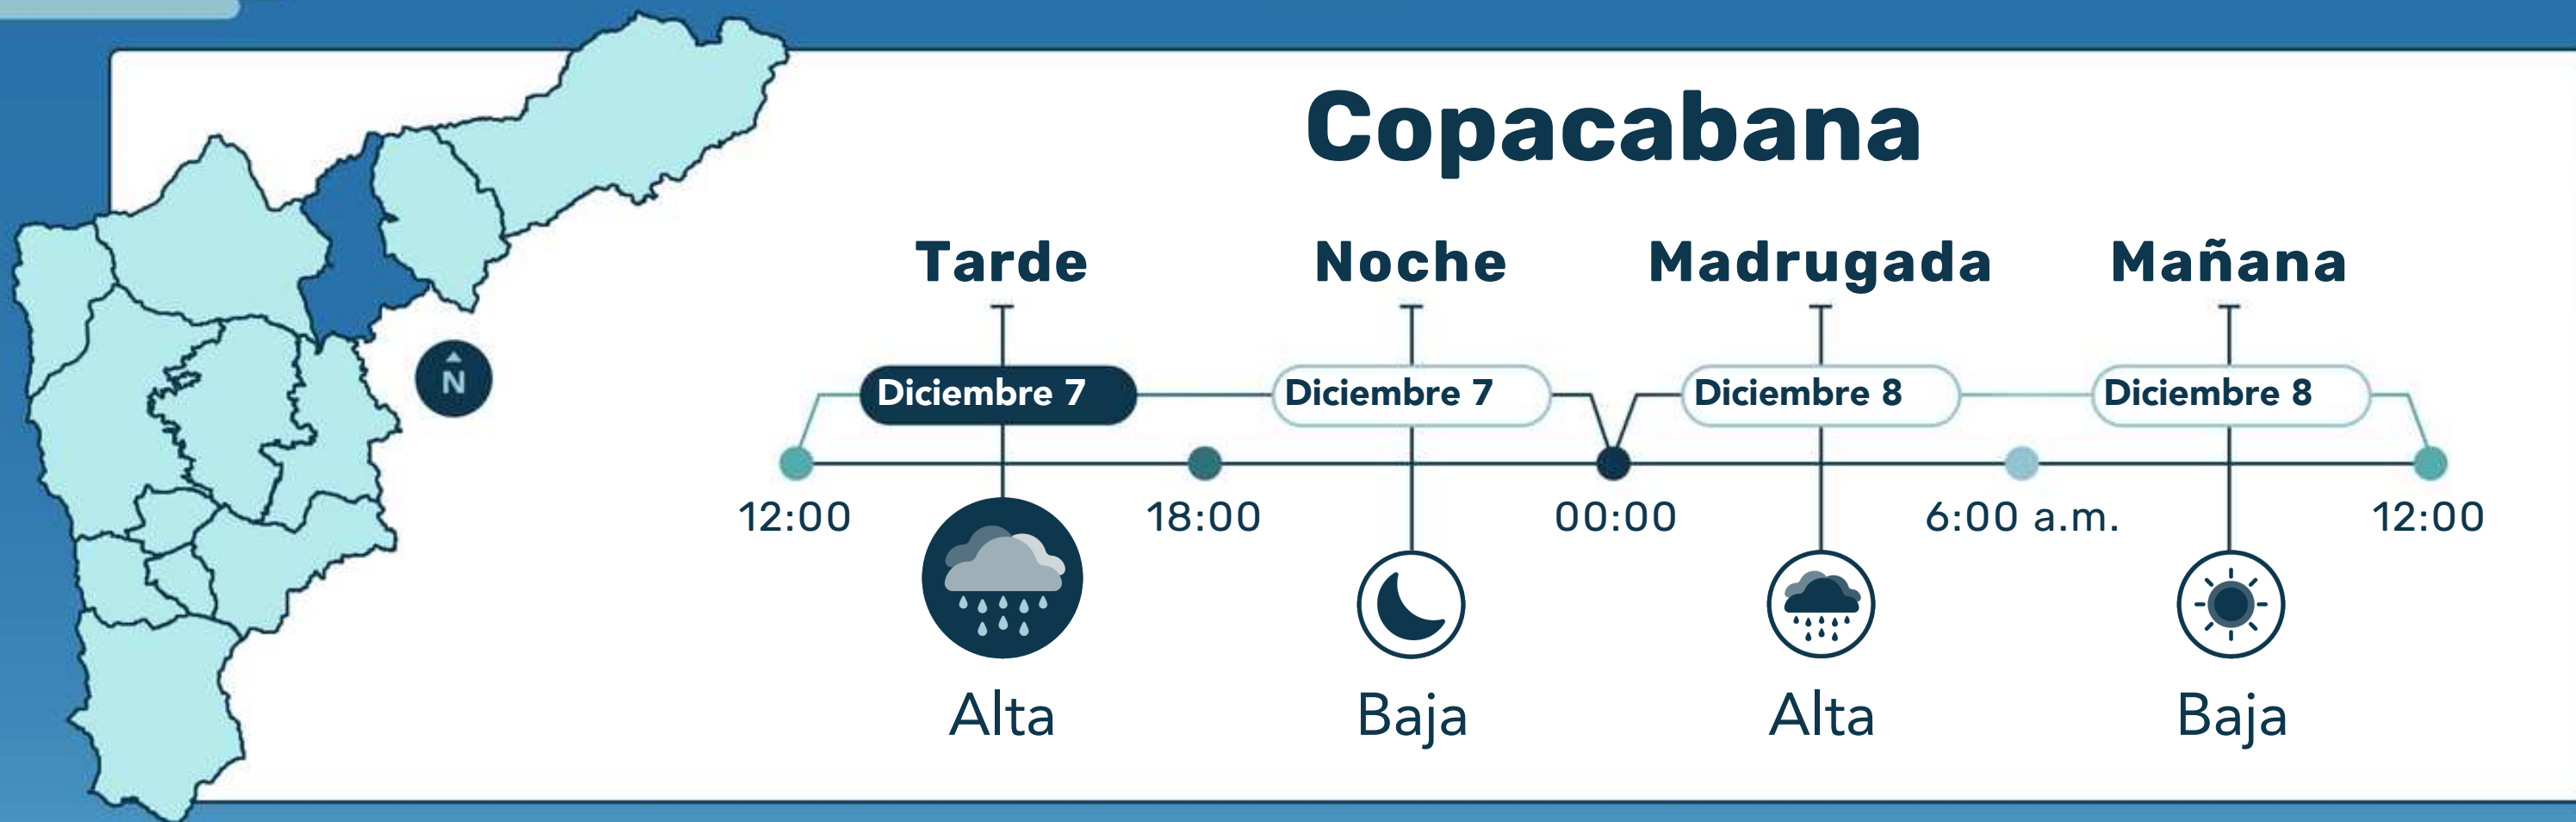 Copacabana
Tarde
Noche
Madrugada
Mañana
Diciembre 7
Diciembre 7
Diciembre 8
Diciembre 8
N
12:00
18:00
00:00
6:00 a.m.
12:00
Alta
Baja
Alta
Baja